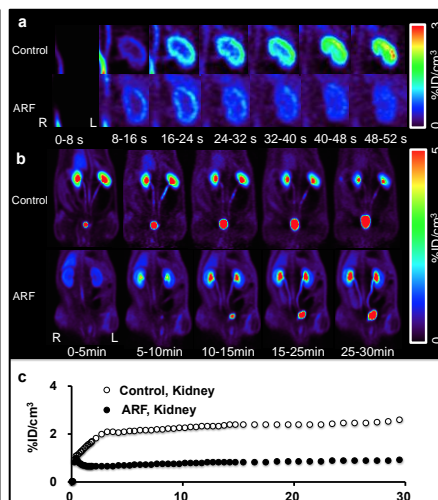 a
3
Control
%ID/cm³
ARF
R L
0
0-8 s 8-16 s 16-24 s 24-32 s 32-40 s 40-48 s 48-52 s
b
5
Control
%ID/cm³
ARF
R L
0
0-5min 5-10min 10-15min 15-25min 25-30min
c
4
Control, Kidney
ARF, Kidney
%ID/cm³
2
0
0 10 20 30